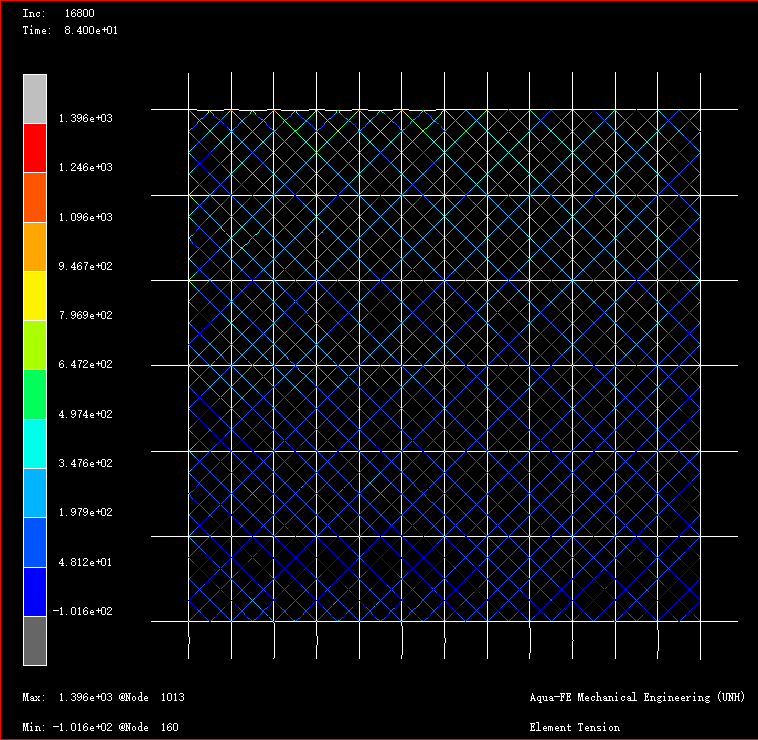 Inc: 16800
Time: 8.400e+01
1.396e+03
1.246e+03
1.096e+03
9.467e+02
7.969e+02
6.472e+02
4.974e+02
3.476e+02
1.979e+02
4.812e+01
-1.016e+02
Max: 1.396e+03 @Node 1013
Aqua-FE Mechanical Engineering (UNH)
Min: -1.016e+02 @Node 160
Element Tension